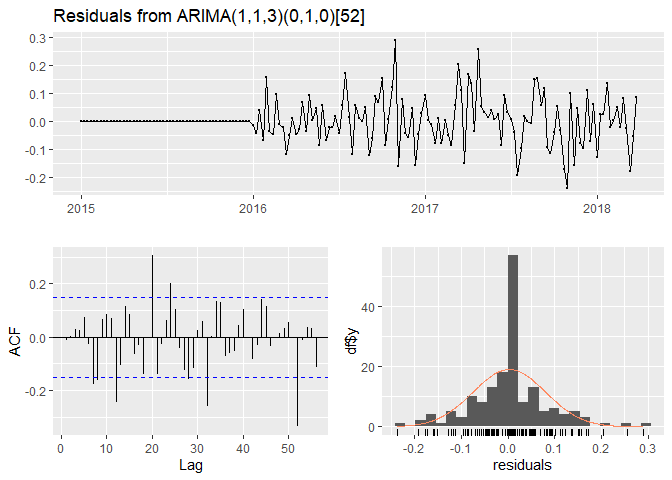 Residuals from ARIMA(1,1,3)(0,1,0)[52]
0.3
0.2
0.1
0.0
-0.1
-0.2
2015 2016 2017 2018
ACF
0.2
0.0
-0.2
0 10 20 30 40 50
Lag
df$y
40
20
0
-0.2 -0.1 0.0 0.1 0.2 0.3
residuals